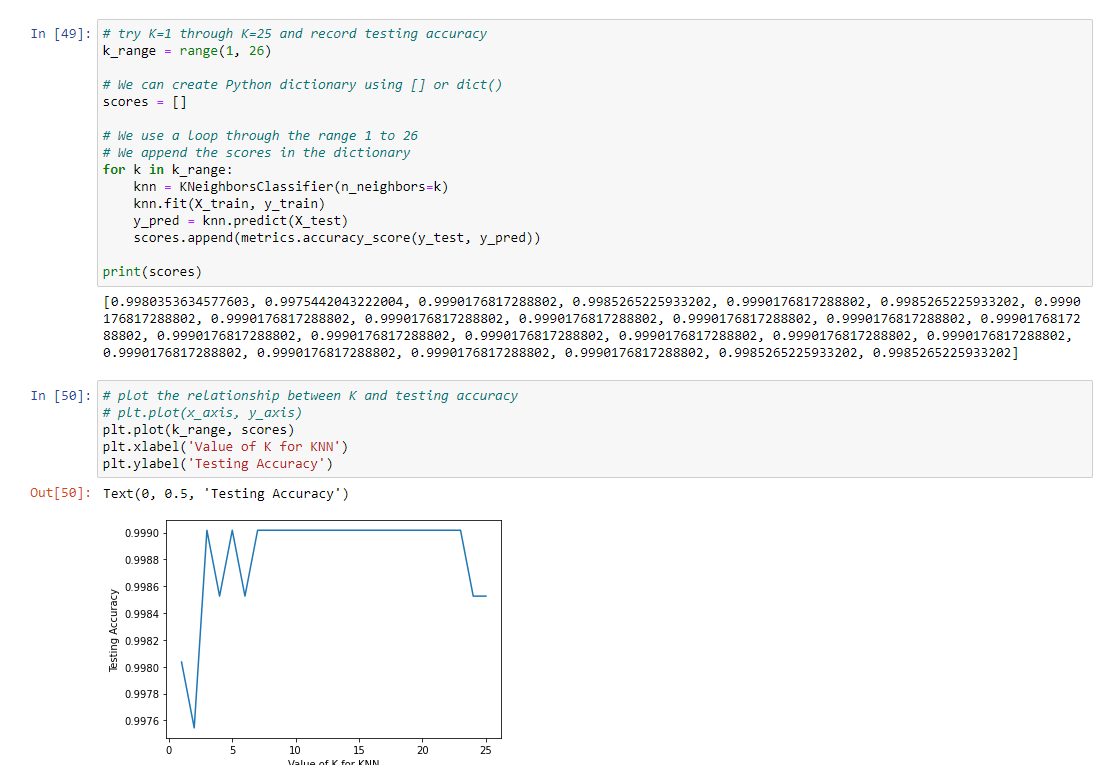 In [49]: # try K=1 through K=25 and record testing accuracy
k_range = range(1, 26)
# We can create Python dictionary using [] or dict()
scores = []
# We use a loop through the range 1 to 26
# We append the scores in the dictionary
for k in k_range:
knn = KNeighborsClassifier(n_neighbors=k)
knn.fit(X_train, y_train)
y_pred = knn.predict(X_test)
scores.append(metrics.accuracy_score(y_test, y_pred))
print(scores)
[0.9980353634577603, 0.9975442043222004, 0.9990176817288802, 0.9985265225933202, 0.9990176817288802, 0.9985265225933202, 0.9990
176817288802, 0.9990176817288802, 0.9990176817288802, 0.9990176817288802, 0.9990176817288802, 0.9990176817288802, 0.99901768172
88802, 0.9990176817288802, 0.9990176817288802, 0.9990176817288802, 0.9990176817288802, 0.9990176817288802, 0.9990176817288802,
0.9990176817288802, 0.9990176817288802, 0.9990176817288802, 0.9990176817288802, 0.9985265225933202, 0.9985265225933202]
In [50]: # plot the relationship between K and testing accuracy
# plt.plot(x_axis, y_axis)
plt.plot(k_range, scores)
plt.xlabel('Value of K for KNN')
plt.ylabel('Testing Accuracy')
Out[50]: Text(0, 0.5, 'Testing Accuracy')
Testing Accuracy
0.9990
0.9988
0.9986
0.9984
0.9982
0.9980
0.9978
0.9976
0 5 10 15 20 25
Value of K for KNN